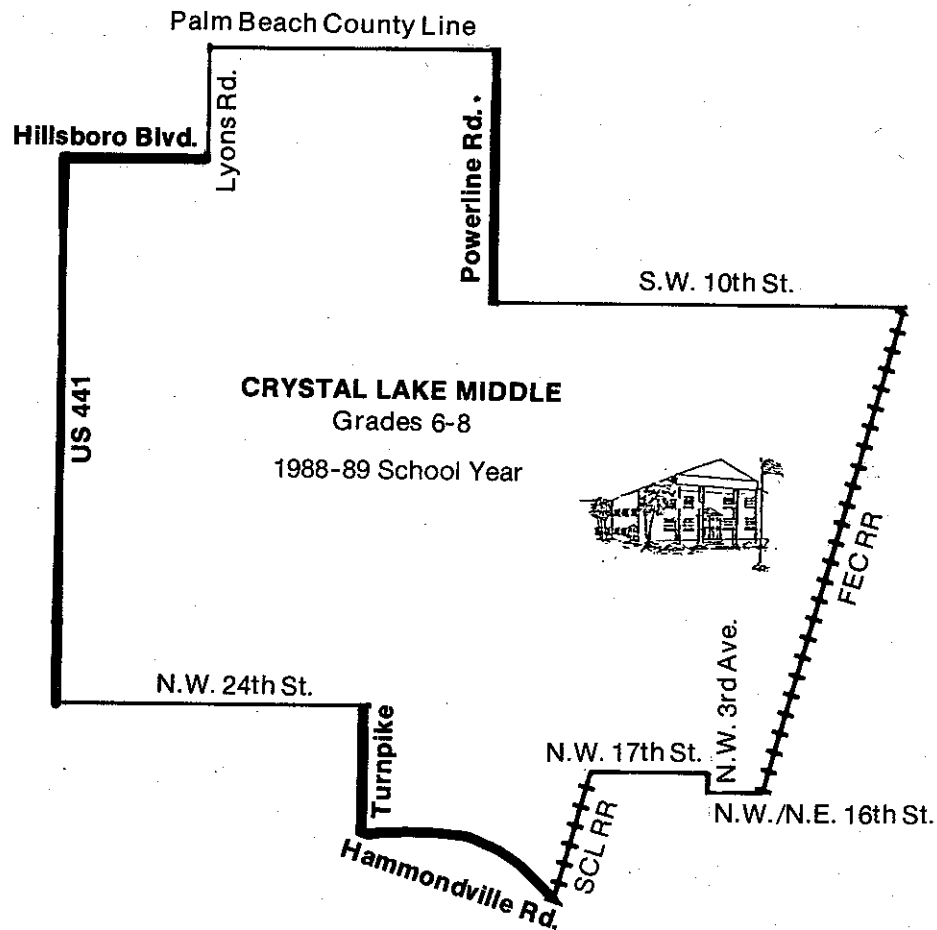 Palm Beach County Line
Lyons Rd.
Hillsboro Blvd.
Powerline Rd.
S.W. 10th St.
US 441
CRYSTAL LAKE MIDDLE
Grades 6-8
1988-89 School Year
FEC RR
N.W. 24th St.
Turnpike
N.W. 17th St.
N.W. 3rd Ave.
N.W./N.E. 16th St.
SCL RR
Hammondville Rd.